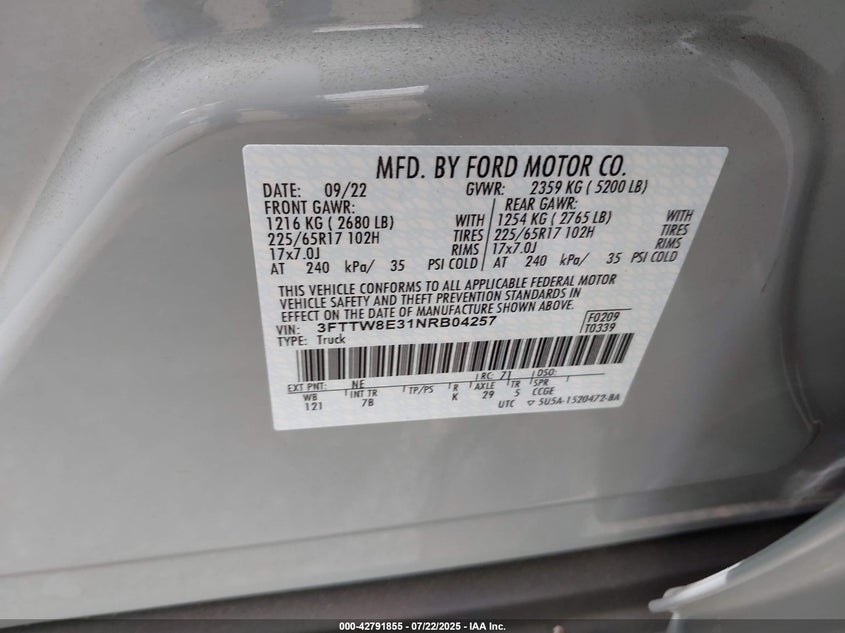 MFD. BY FORD MOTOR CO.
DATE: 09/22 GVWR: 2359 KG ( 5200 LB)
FRONT GAWR: REAR GAWR:
1216 KG ( 2680 LB) WITH 1254 KG ( 2765 LB) WITH
225/65R17 102H TIRES 225/65R17 102H TIRES
17x7.0J RIMS 17x7.0J RIMS
AT 240 kPa/ 35 PSI COLD AT 240 kPa/ 35 PSI COLD
THIS VEHICLE CONFORMS TO ALL APPLICABLE FEDERAL MOTOR
VEHICLE SAFETY AND THEFT PREVENTION STANDARDS IN
EFFECT ON THE DATE OF MANUFACTURE SHOWN ABOVE.
VIN: 3FTTW8E31NRB04257 F0209
TYPE: Truck T0339
EXT PNT: NE RC: 71 DSO:
WB INT TR TP/PS R AXLE TR SPR
121 7B K 29 5 CCGE
UTC 5U5A-1520472-BA
000-42791855 - 07/22/2025 - IAA Inc.